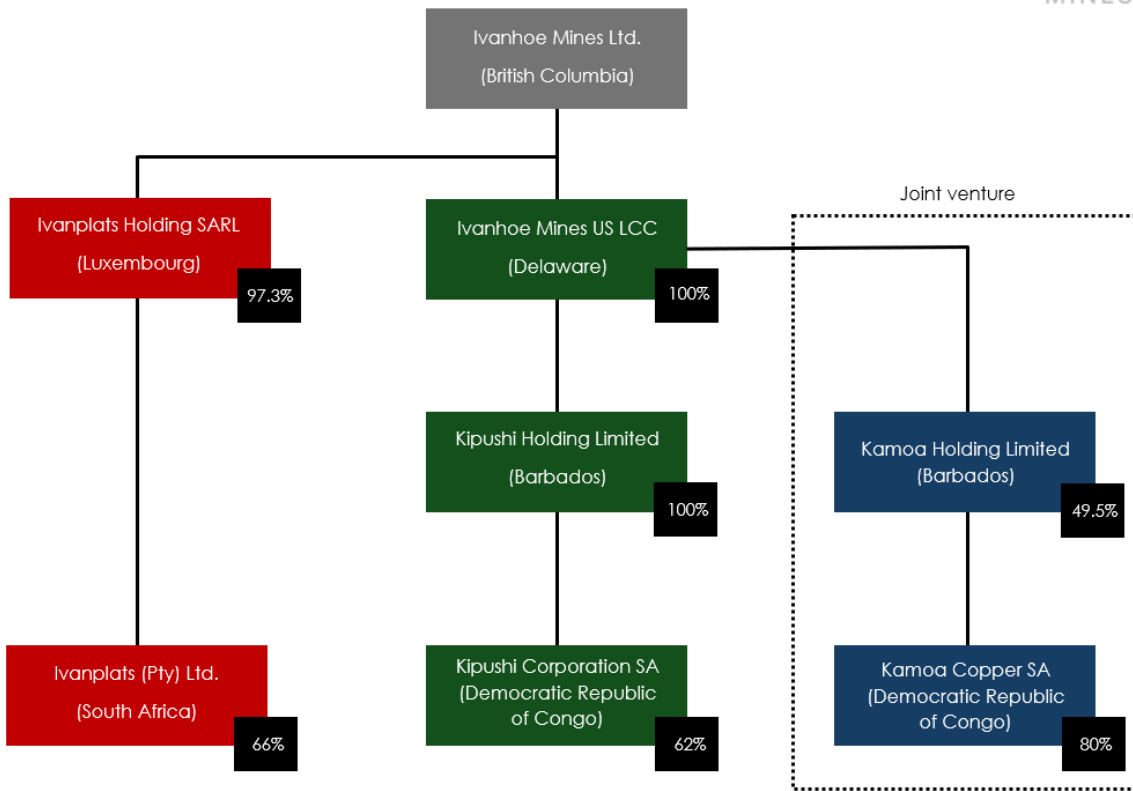 MINES
Ivanhoe Mines Ltd.
(British Columbia)
Joint venture
Ivanplats Holding SARL
(Luxembourg)
97.3%
Ivanhoe Mines US LCC
(Delaware)
100%
Kipushi Holding Limited
(Barbados)
100%
Kamoa Holding Limited
(Barbados)
49.5%
Ivanplats (Pty) Ltd.
(South Africa)
66%
Kipushi Corporation SA
(Democratic Republic
of Congo)
62%
Kamoa Copper SA
(Democratic Republic
of Congo)
80%